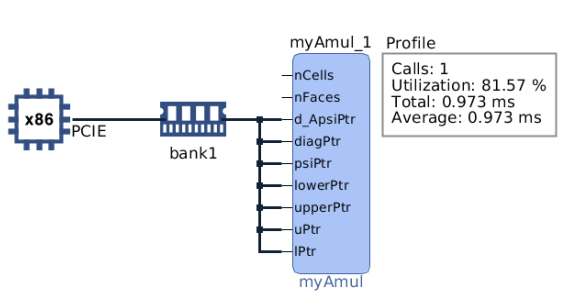 x86
PCIE
bank1
myAmul_1
nCells
nFaces
d_ApsiPtr
diagPtr
psiPtr
lowerPtr
upperPtr
uPtr
lPtr
myAmul
Profile
Calls: 1
Utilization: 81.57 %
Total: 0.973 ms
Average: 0.973 ms